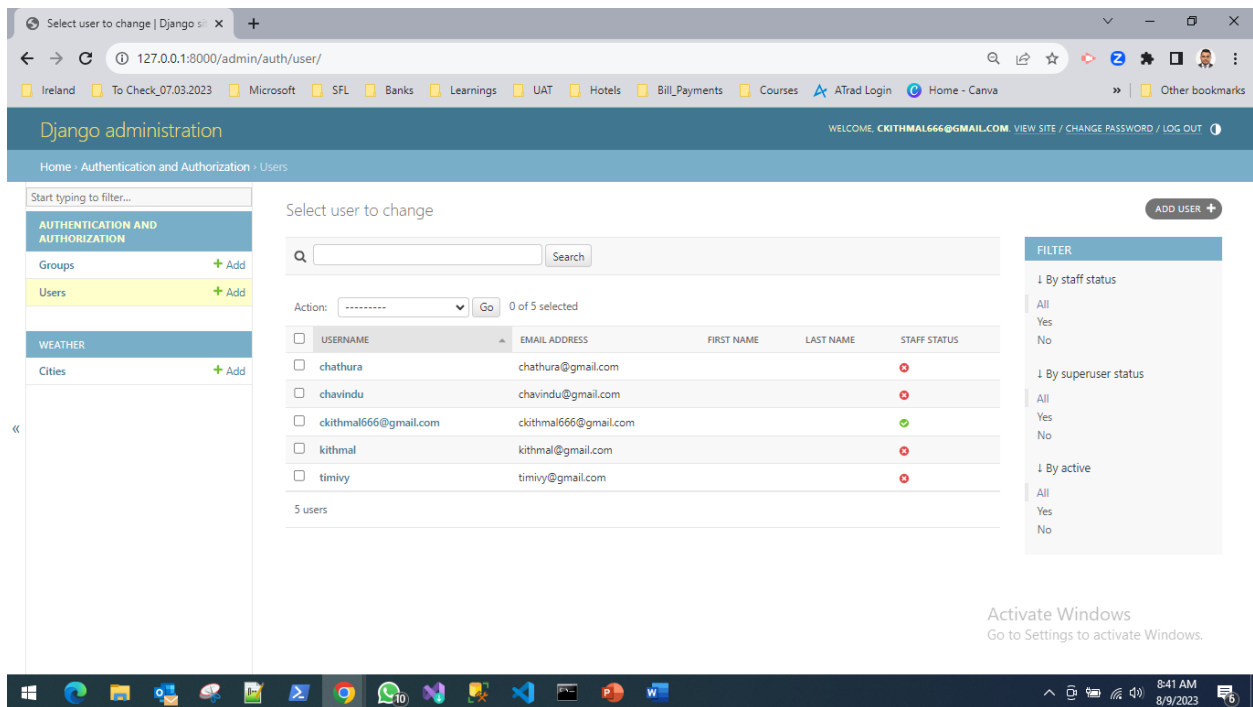 Select user to change | Django si
127.0.0.1:8000/admin/auth/user/
Ireland To Check_07.03.2023 Microsoft SFL Banks Learnings UAT Hotels Bill_Payments Courses ATrad Login Home - Canva » Other bookmarks
Django administration
WELCOME, CKITHMAL666@GMAIL.COM. VIEW SITE / CHANGE PASSWORD / LOG OUT
Home › Authentication and Authorization › Users
Start typing to filter...
AUTHENTICATION AND
AUTHORIZATION
Groups + Add
Users + Add
WEATHER
Cities + Add
«
Select user to change
ADD USER +
Search
Action: --------- Go 0 of 5 selected
USERNAME EMAIL ADDRESS FIRST NAME LAST NAME STAFF STATUS
chathura chathura@gmail.com
chavindu chavindu@gmail.com
ckithmal666@gmail.com ckithmal666@gmail.com
kithmal kithmal@gmail.com
timivy timivy@gmail.com
5 users
FILTER
↓ By staff status
All
Yes
No
↓ By superuser status
All
Yes
No
↓ By active
All
Yes
No
Activate Windows
Go to Settings to activate Windows.
10
8:41 AM
8/9/2023
6